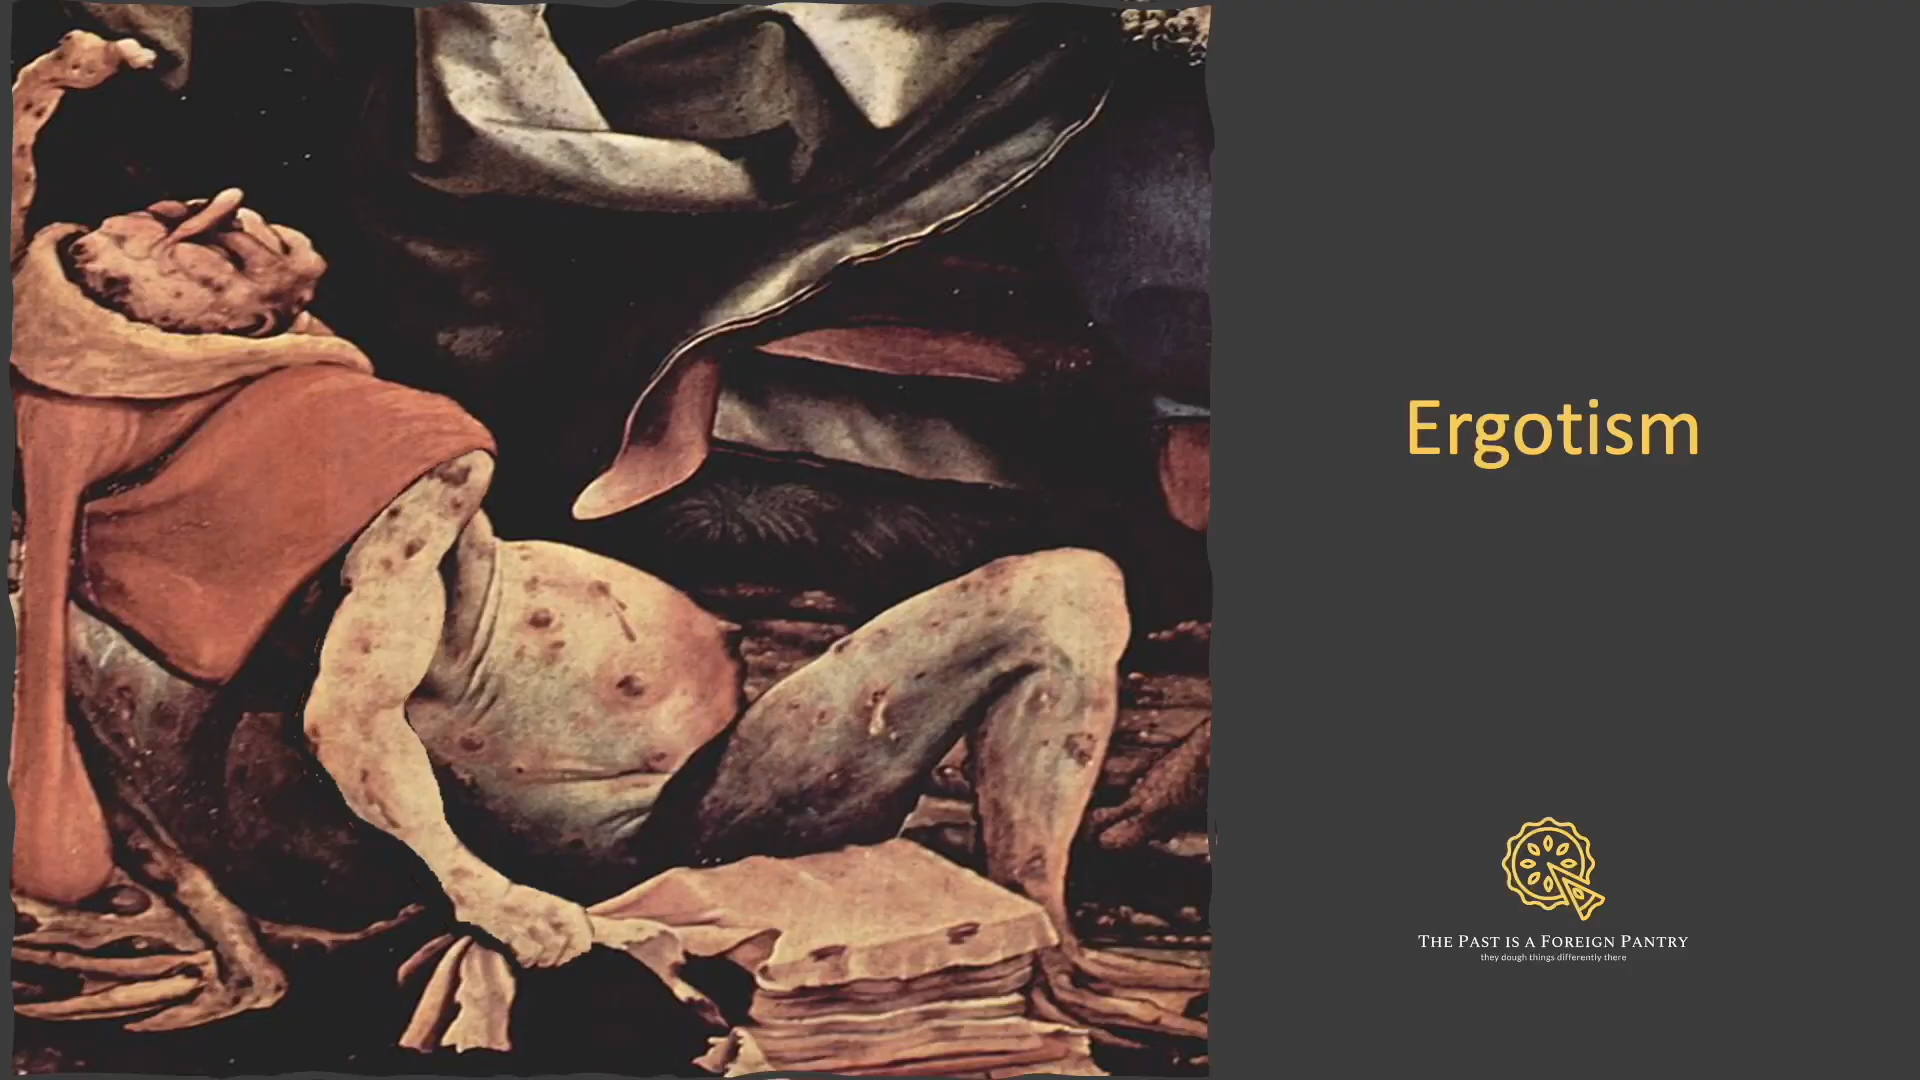 Ergotism
The Past is a Foreign Pantry
they dough things differently there